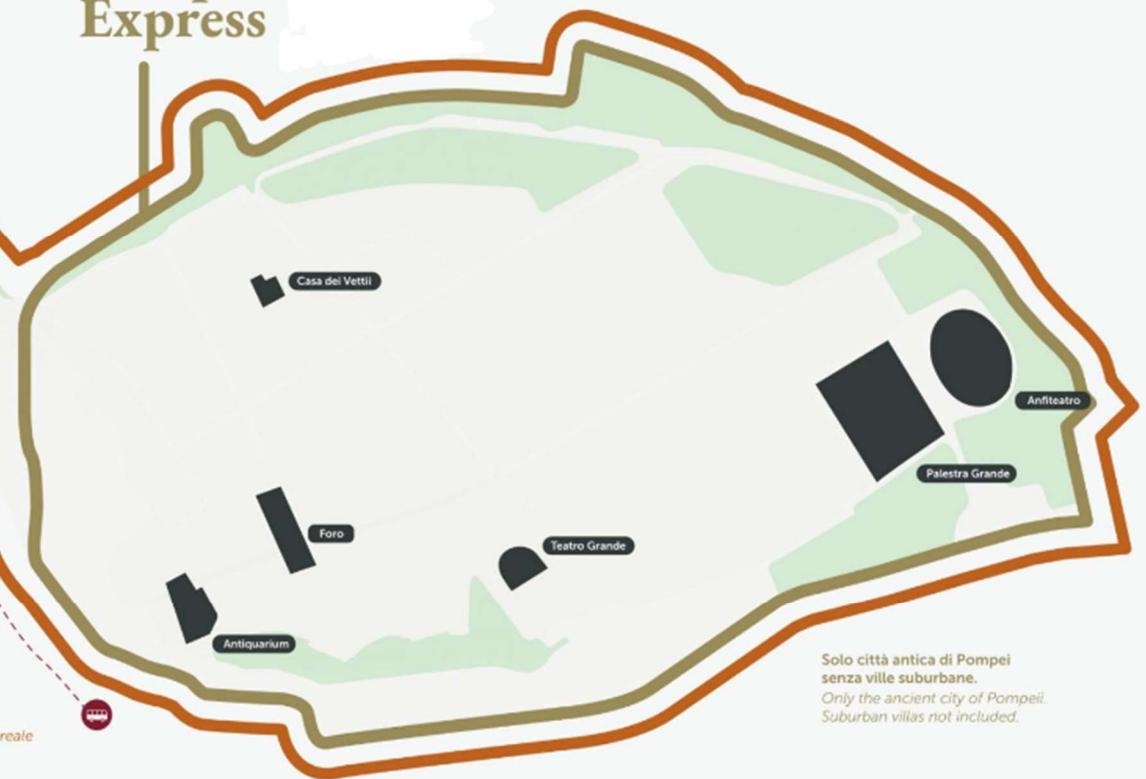 Express
Casa dei Vettii
Anfiteatro
Palestra Grande
Foro
Teatro Grande
Antiquarium
Solo città antica di Pompei
senza ville suburbane.
Only the ancient city of Pompeii.
Suburban villas not included.
reale